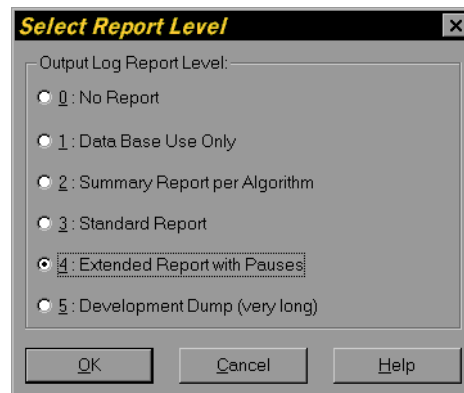 Select Report Level
Output Log Report Level:
0 : No Report
1 : Data Base Use Only
2 : Summary Report per Algorithm
3 : Standard Report
4 : Extended Report with Pauses
5 : Development Dump (very long)
OK Cancel Help